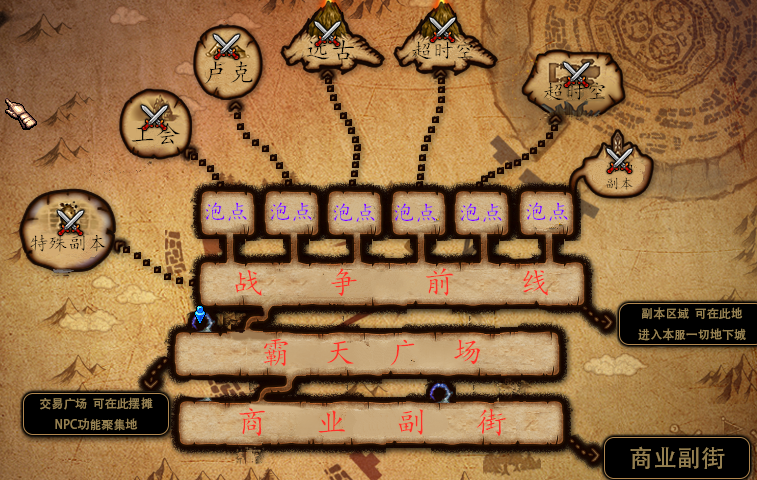 远古
超时空
卢克
超时空
工会
副本
特殊副本
泡点 泡点 泡点 泡点 泡点 泡点
战争前线
副本区域 可在此地
进入本服一切地下城
霸天广场
交易广场 可在此摆摊
NPC功能聚集地
商业副街
商业副街